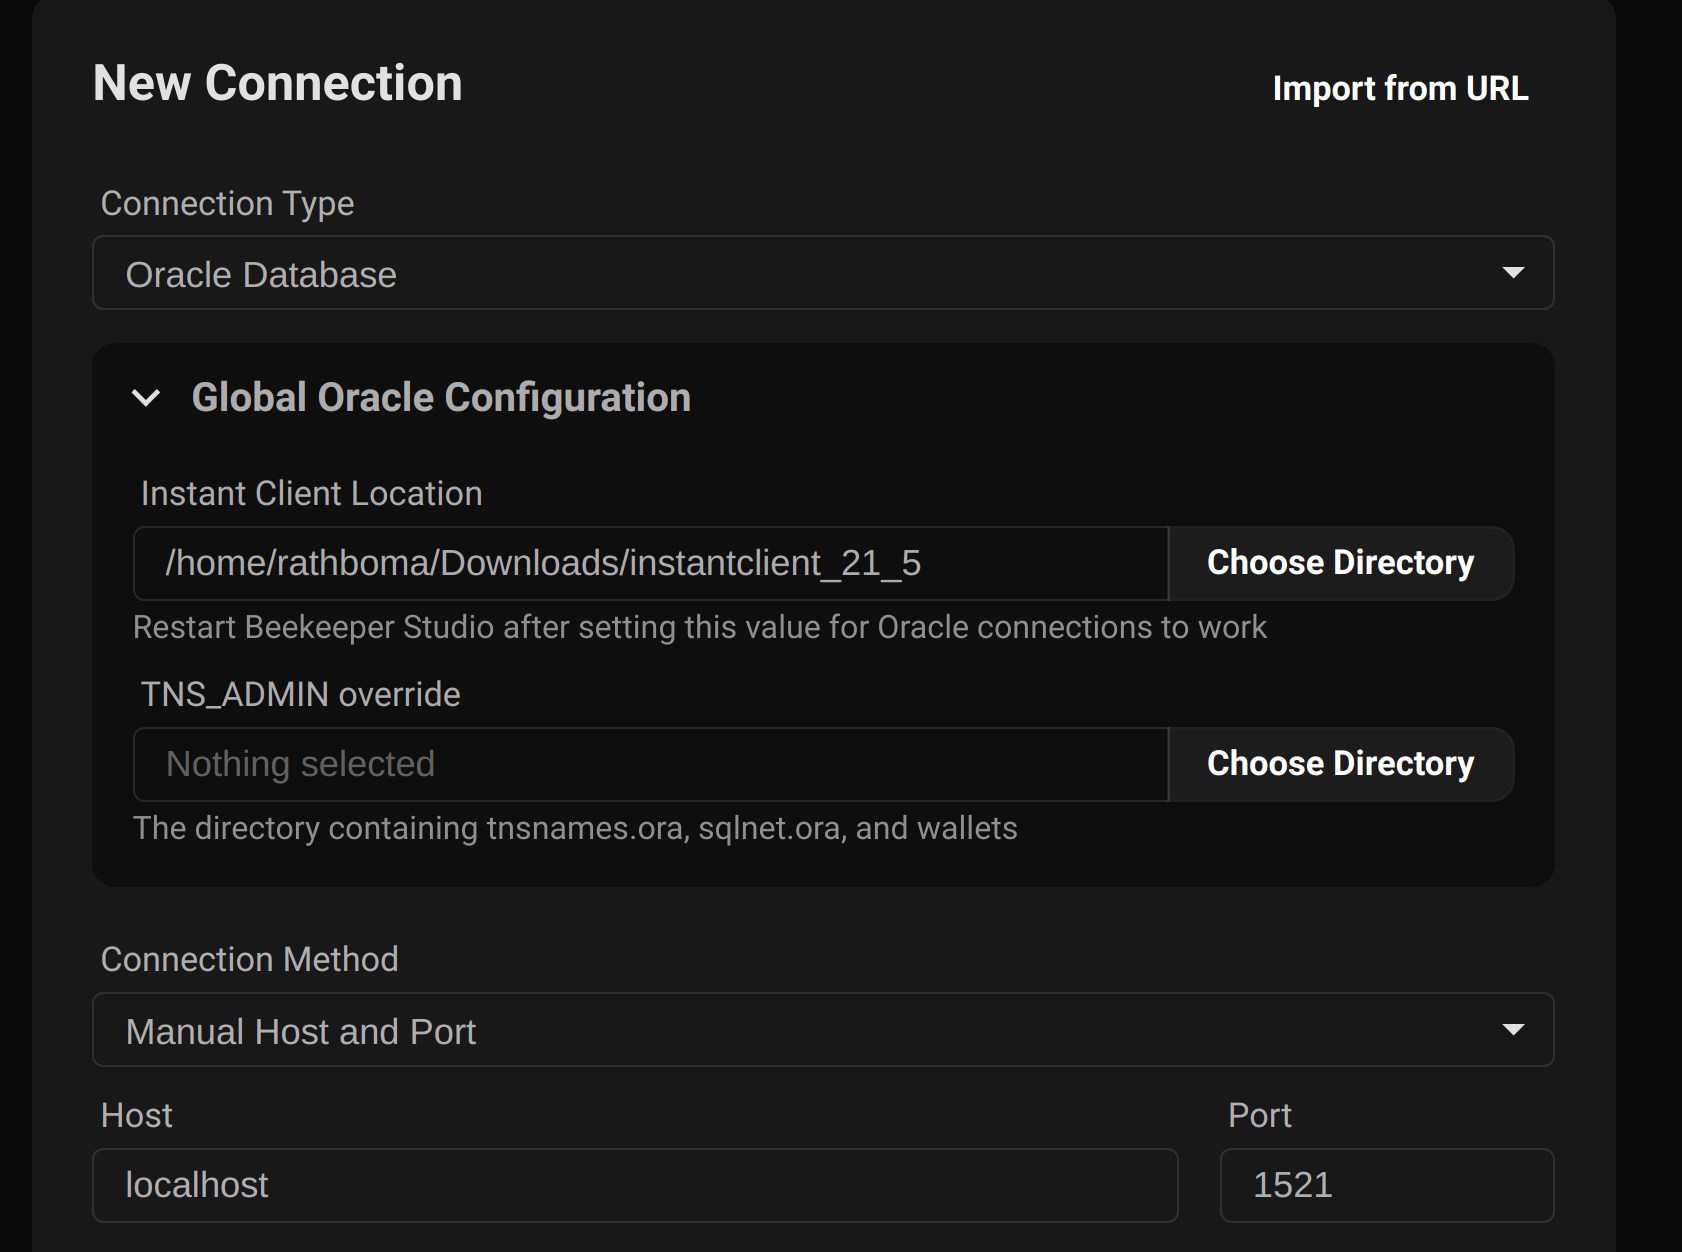 New Connection
Import from URL
Connection Type
Oracle Database
Global Oracle Configuration
Instant Client Location
/home/rathboma/Downloads/instantclient_21_5
Choose Directory
Restart Beekeeper Studio after setting this value for Oracle connections to work
TNS_ADMIN override
Nothing selected
Choose Directory
The directory containing tnsnames.ora, sqlnet.ora, and wallets
Connection Method
Manual Host and Port
Host
Port
localhost
1521